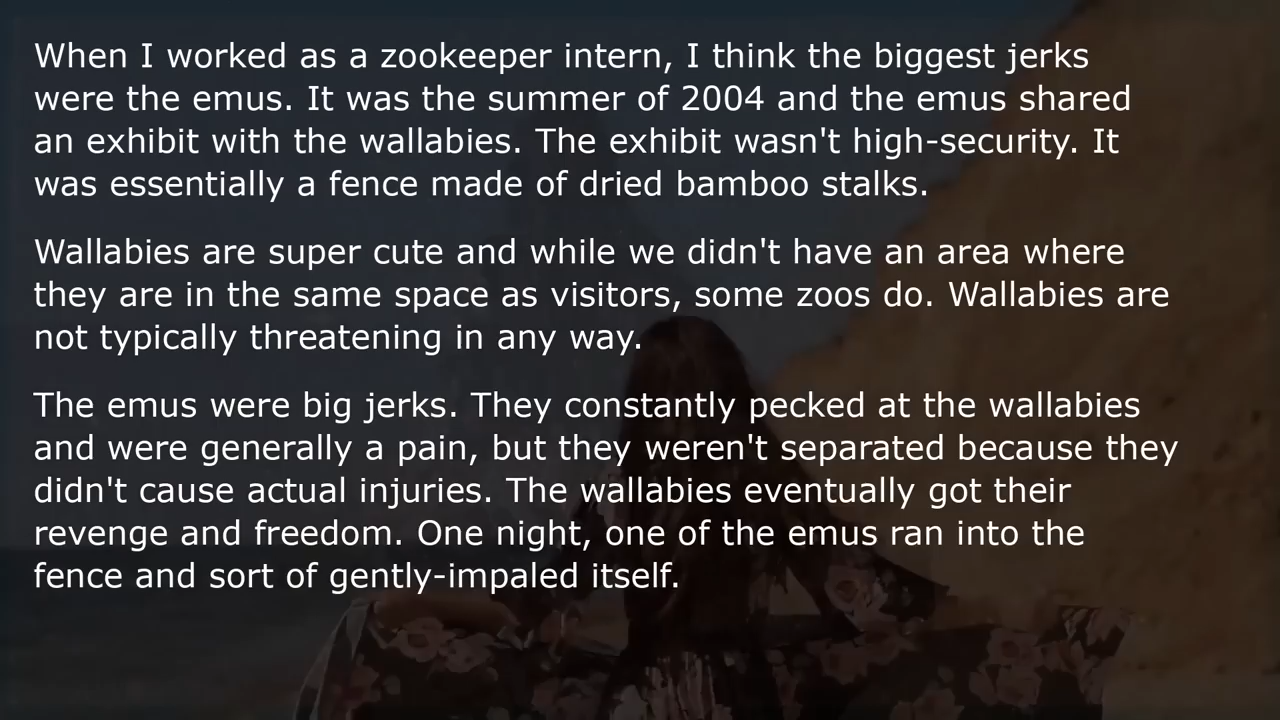 When I worked as a zookeeper intern, I think the biggest jerks
were the emus. It was the summer of 2004 and the emus shared
an exhibit with the wallabies. The exhibit wasn't high-security. It
was essentially a fence made of dried bamboo stalks.
Wallabies are super cute and while we didn't have an area where
they are in the same space as visitors, some zoos do. Wallabies are
not typically threatening in any way.
The emus were big jerks. They constantly pecked at the wallabies
and were generally a pain, but they weren't separated because they
didn't cause actual injuries. The wallabies eventually got their
revenge and freedom. One night, one of the emus ran into the
fence and sort of gently-impaled itself.